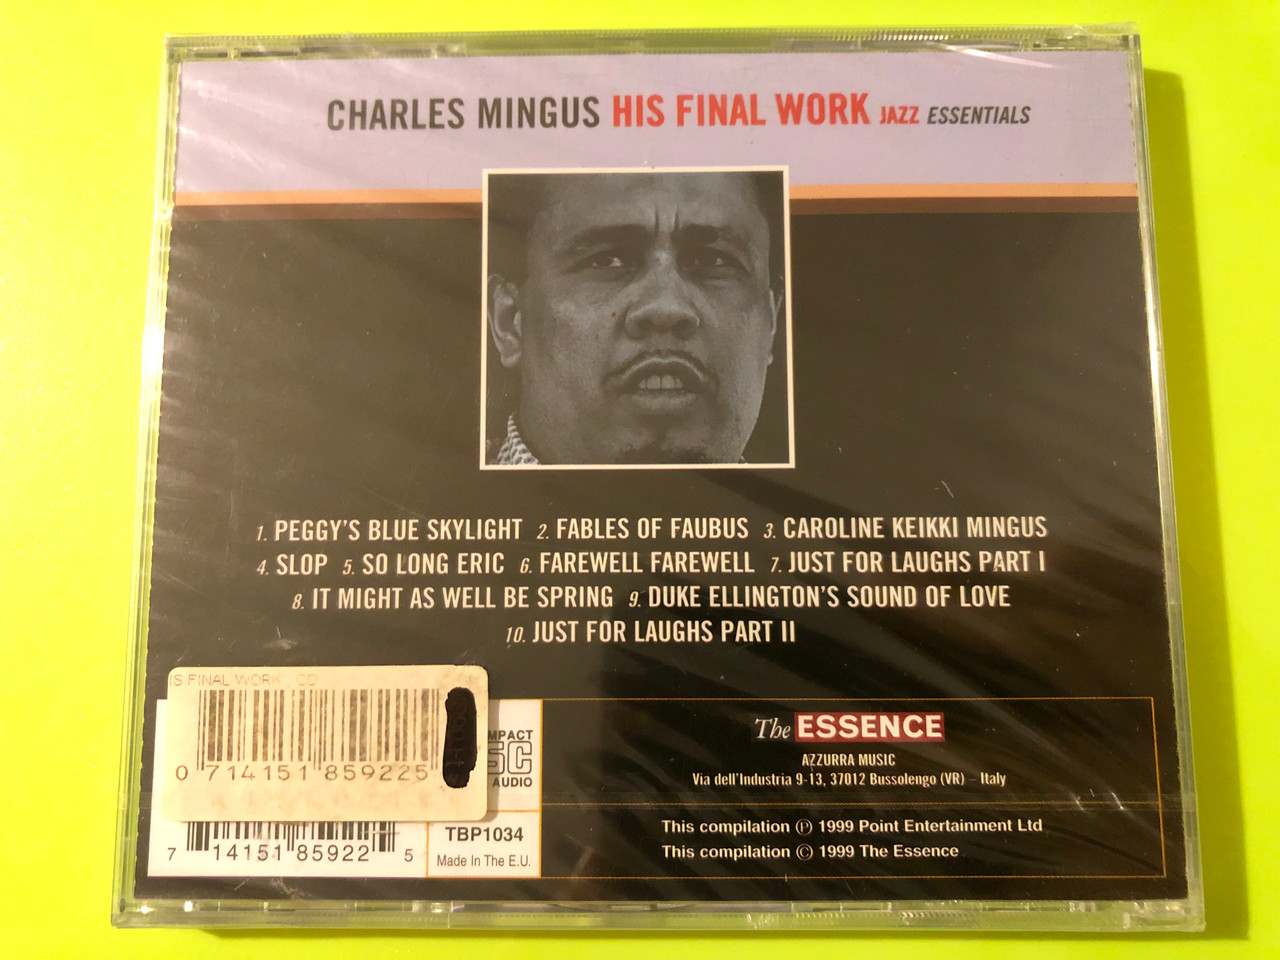 CHARLES MINGUS HIS FINAL WORK JAZZ ESSENTIALS
1. PEGGY'S BLUE SKYLIGHT 2. FABLES OF FAUBUS 3. CAROLINE KEIKKI MINGUS
4. SLOP 5. SO LONG ERIC 6. FAREWELL FAREWELL 7. JUST FOR LAUGHS PART I
8. IT MIGHT AS WELL BE SPRING 9. DUKE ELLINGTON'S SOUND OF LOVE
10. JUST FOR LAUGHS PART II
IS FINAL WORK CD
0 714151 859225
MPACT
AUDIO
7 14151 85922 5
TBP1034
Made In The E.U.
The ESSENCE
AZZURRA MUSIC
Via dell'Industria 9-13, 37012 Bussolengo (VR) – Italy
This compilation ℗ 1999 Point Entertainment Ltd
This compilation © 1999 The Essence